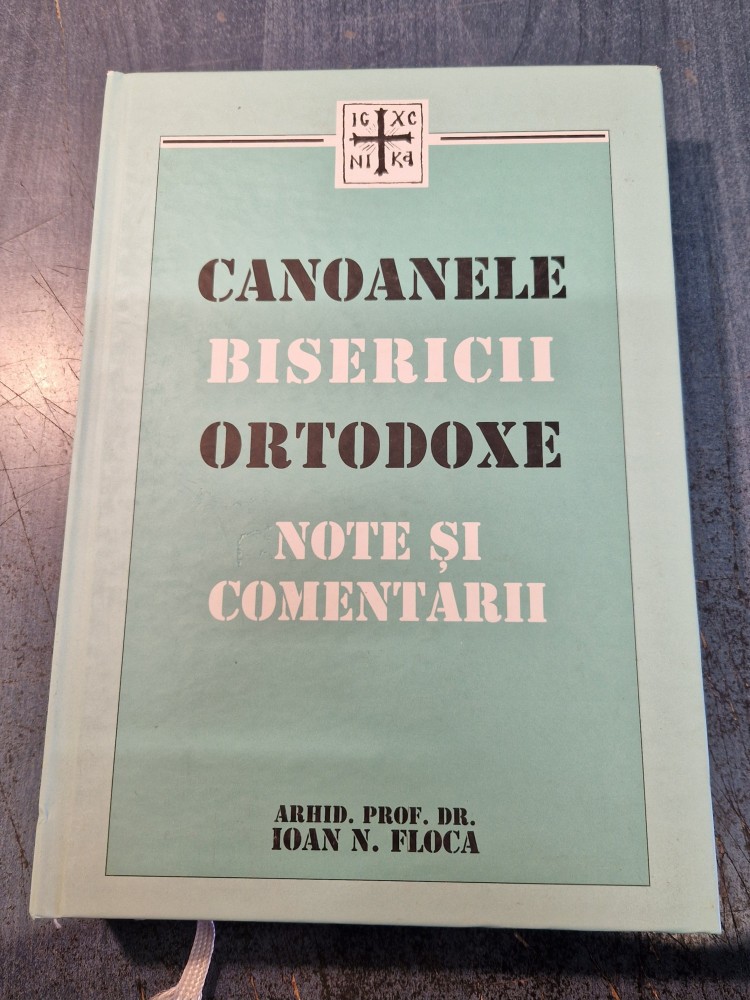 IC XC
NI Ka
CANOANELE
BISERICII
ORTODOXE
NOTE ȘI
COMENTARII
ARHID. PROF. DR.
IOAN N. FLOCA